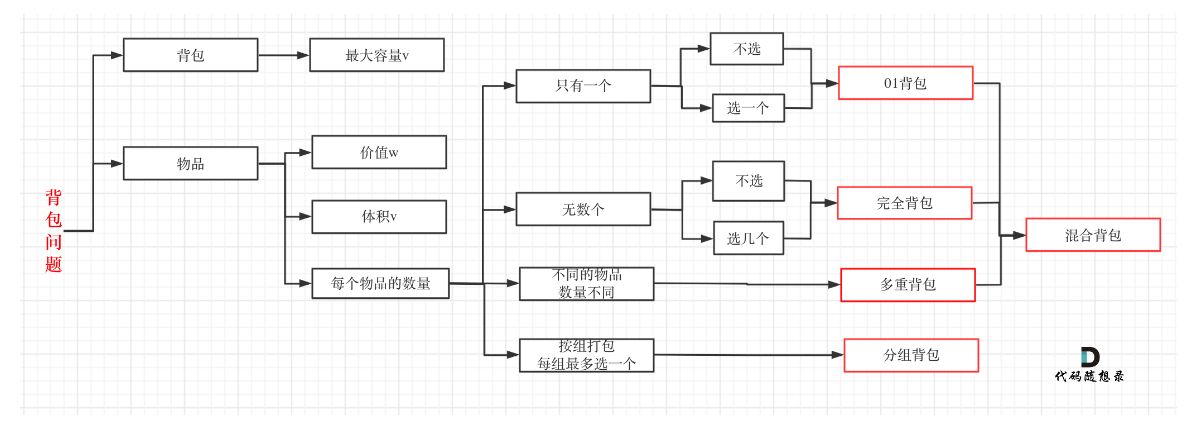 背包问题
背包
最大容量v
物品
价值w
体积v
每个物品的数量
只有一个
不选
选一个
01背包
无数个
不选
选几个
完全背包
混合背包
不同的物品
数量不同
多重背包
按组打包
每组最多选一个
分组背包
代码随想录